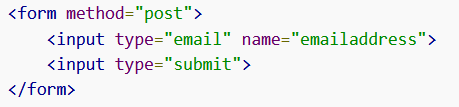 <form method="post">
    <input type="email" name="emailaddress">
    <input type="submit">
</form>